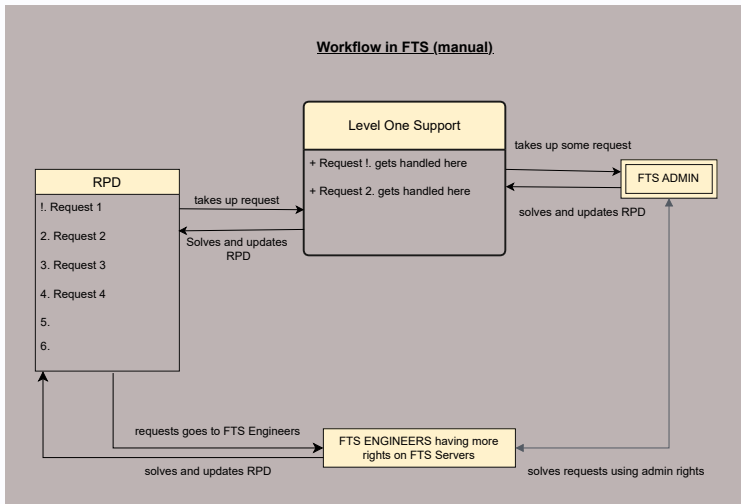 Workflow in FTS (manual)
Level One Support
+ Request !. gets handled here
+ Request 2. gets handled here
takes up some request
FTS ADMIN
solves and updates RPD
RPD
!. Request 1
2. Request 2
3. Request 3
4. Request 4
5.
6.
takes up request
Solves and updates
RPD
requests goes to FTS Engineers
solves and updates RPD
FTS ENGINEERS having more
rights on FTS Servers
solves requests using admin rights